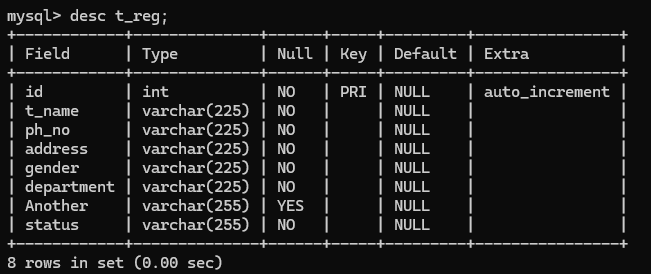 mysql> desc t_reg;
+------------+--------------+------+-----+---------+----------------+
| Field      | Type         | Null | Key | Default | Extra          |
+------------+--------------+------+-----+---------+----------------+
| id         | int          | NO   | PRI | NULL    | auto_increment |
| t_name     | varchar(225) | NO   |     | NULL    |                |
| ph_no      | varchar(225) | NO   |     | NULL    |                |
| address    | varchar(225) | NO   |     | NULL    |                |
| gender     | varchar(225) | NO   |     | NULL    |                |
| department | varchar(225) | NO   |     | NULL    |                |
| Another    | varchar(255) | YES  |     | NULL    |                |
| status     | varchar(255) | NO   |     | NULL    |                |
+------------+--------------+------+-----+---------+----------------+
8 rows in set (0.00 sec)